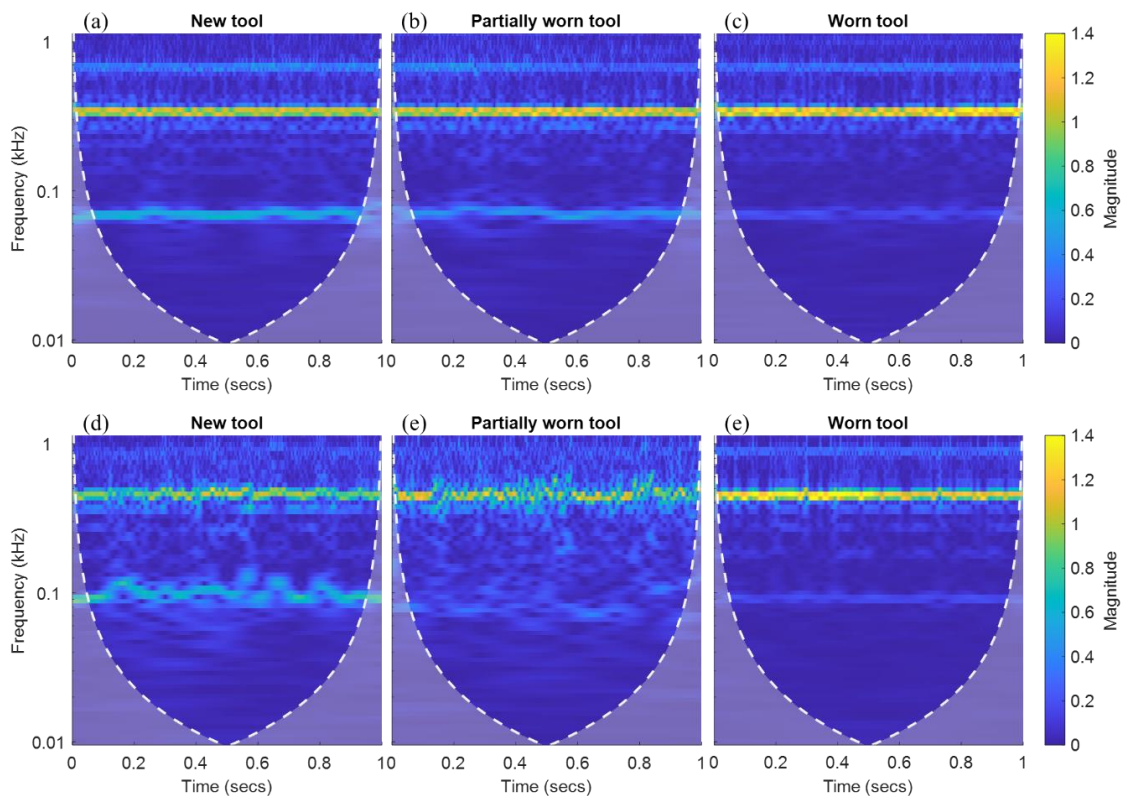 (a) New tool
(b) Partially worn tool
(c) Worn tool
1
0.1
0.01
Frequency (kHz)
0 0.2 0.4 0.6 0.8 1
0 0.2 0.4 0.6 0.8 1
0 0.2 0.4 0.6 0.8 1
Time (secs)
Time (secs)
Time (secs)
1.4
1.2
1
0.8
0.6
0.4
0.2
0
Magnitude
(d) New tool
(e) Partially worn tool
(e) Worn tool
1
0.1
0.01
Frequency (kHz)
0 0.2 0.4 0.6 0.8 1
0 0.2 0.4 0.6 0.8 1
0 0.2 0.4 0.6 0.8 1
Time (secs)
Time (secs)
Time (secs)
1.4
1.2
1
0.8
0.6
0.4
0.2
0
Magnitude